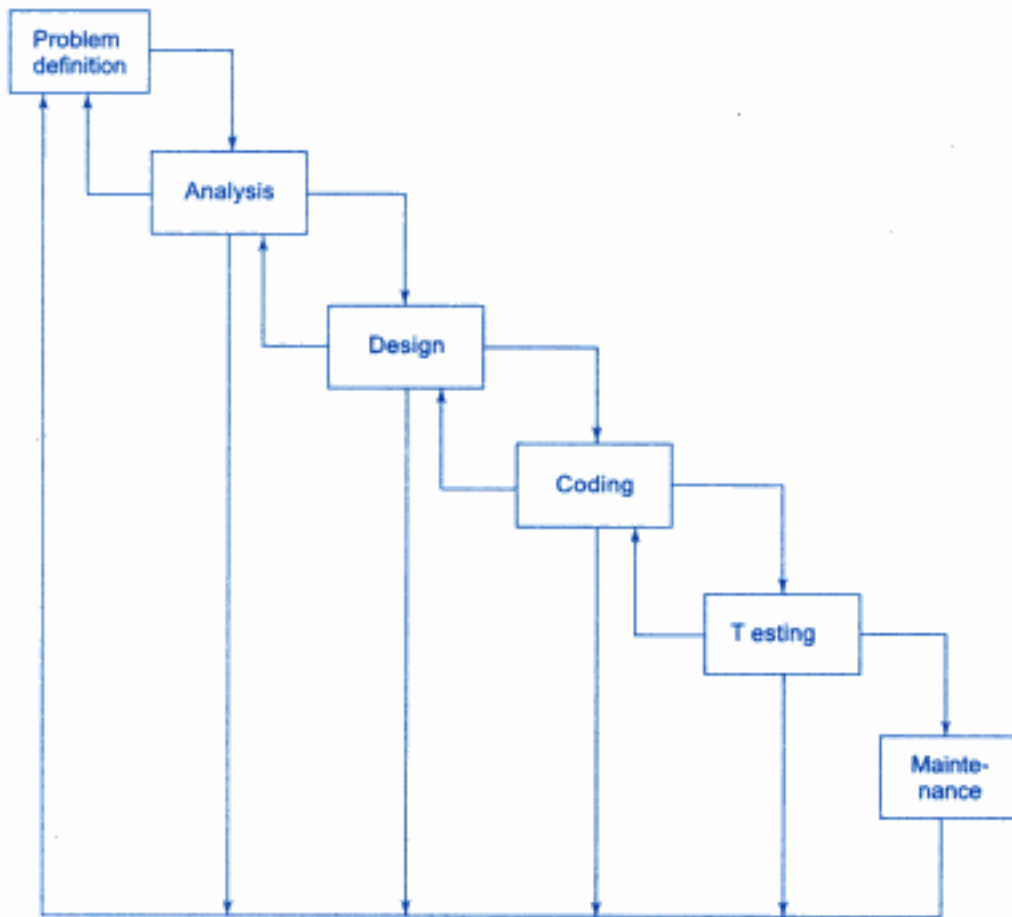 Problem
definition
Analysis
Design
Coding
T esting
Mainte-
nance